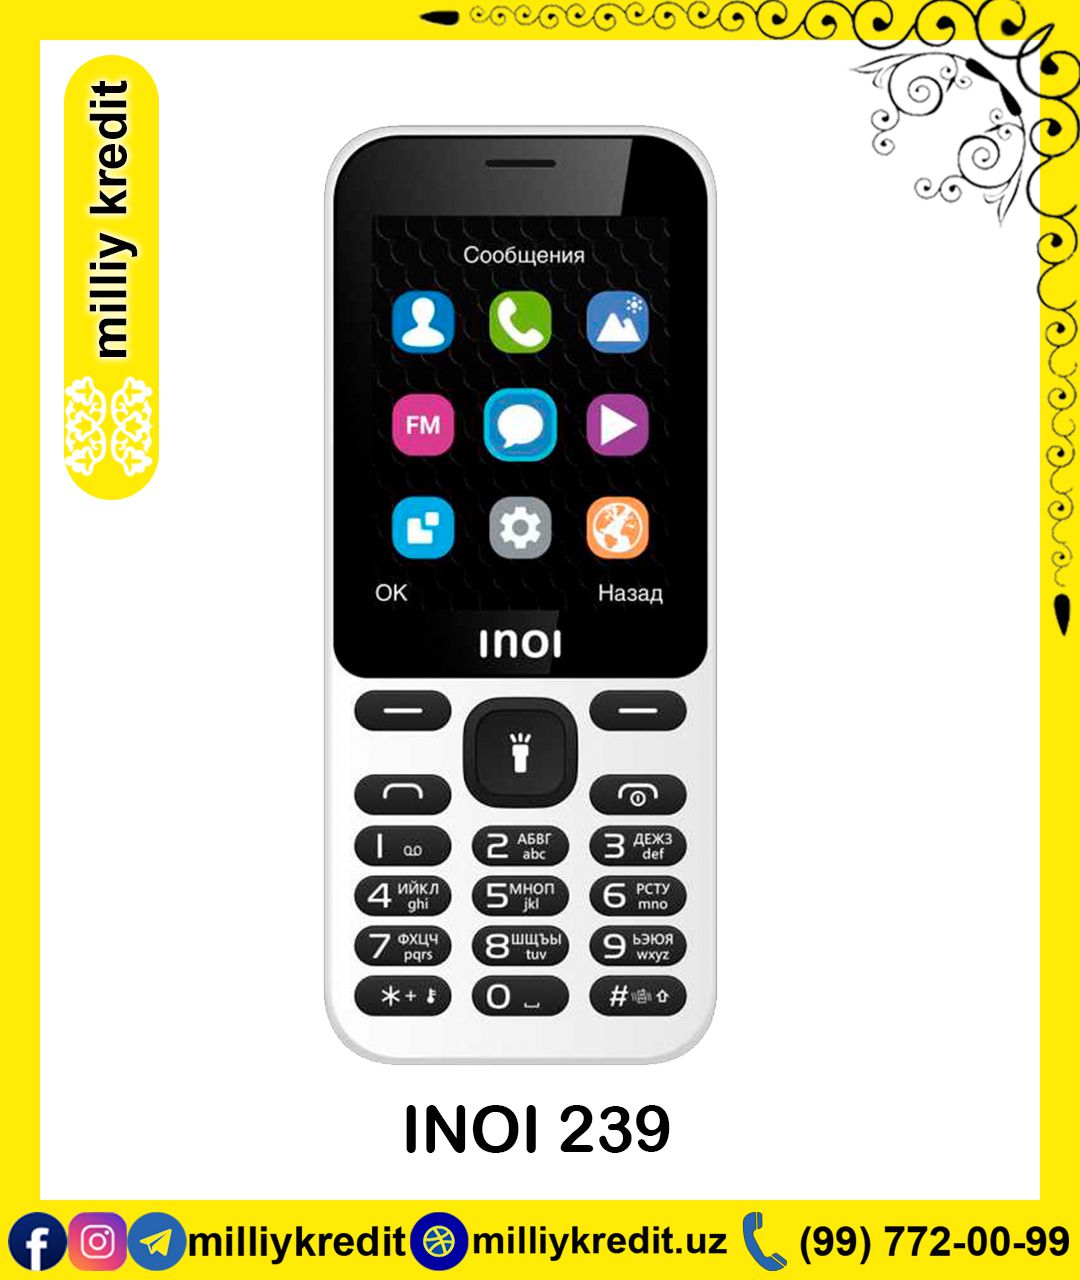 milliy kredit
Сообщения
FM
OK
Назад
INOI
1
2 АБВГ abc
3 ДЕЖЗ def
4 ИЙКЛ ghi
5 МНОП jkl
6 РСТУ mno
7 ФХЦЧ pqrs
8 ШЩЪЫ tuv
9 ЬЭЮЯ wxyz
*+
0
#
INOI 239
milliykredit
milliykredit.uz
(99) 772-00-99